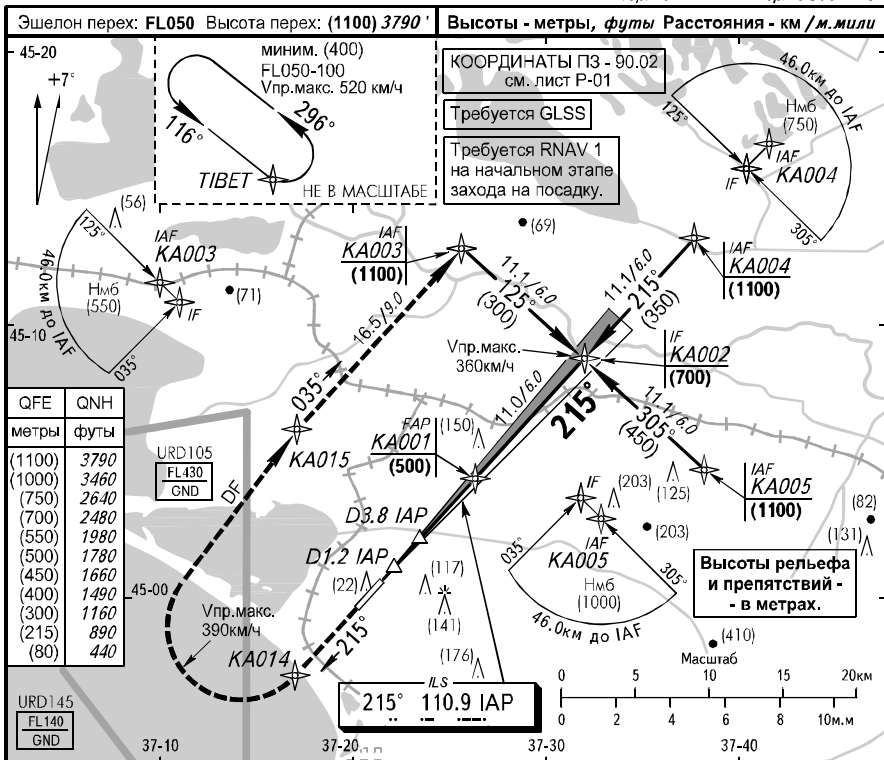 Эшелон перех: FL050 Высота перех: (1100) 3790 '
Высоты - метры, футы Расстояния - км / м.мили
45-20
+7°
миним. (400)
FL050-100
Vпр.макс. 520 км/ч
116°
296°
TIBET
НЕ В МАСШТАБЕ
КООРДИНАТЫ ПЗ - 90.02
см. лист Р-01
Требуется GLSS
Требуется RNAV 1
на начальном этапе
захода на посадку.
46.0км до IAF
125°
Нмб
(750)
IAF
KA004
IF
305°
(56)
125°
IAF
KA003
46.0км до IAF
Нмб
(550)
IF
035°
(71)
(69)
IAF
KA003
(1100)
IAF
KA004
(1100)
11.1/6.0
125°
(300)
11.1/6.0
215°
(350)
16.5/9.0
035°
45-10
Vпр.макс.
360км/ч
IF
KA002
(700)
11.0/6.0
215°
11.1/6.0
305°
(450)
QFE QNH
метры футы
(1100) 3790
(1000) 3460
(750) 2640
(700) 2480
(550) 1980
(500) 1780
(450) 1660
(400) 1490
(300) 1160
(215) 890
(80) 440
URD105
FL430
GND
KA015
DF
FAP
KA001
(500)
(150)
IAF
KA005
(1100)
(125)
(82)
(131)
IF
(203)
(203)
IAF
KA005
035°
305°
Нмб
(1000)
46.0км до IAF
D3.8 IAP
D1.2 IAP
(22)
(117)
(141)
(176)
45-00
Vпр.макс.
390км/ч
215°
KA014
Высоты рельефа
и препятствий -
- в метрах.
(410)
Масштаб
0 5 10 15 20км
0 2 4 6 8 10м.м
ILS
215° 110.9 IAP
URD145
FL140
GND
37-10
37-20
37-30
37-40